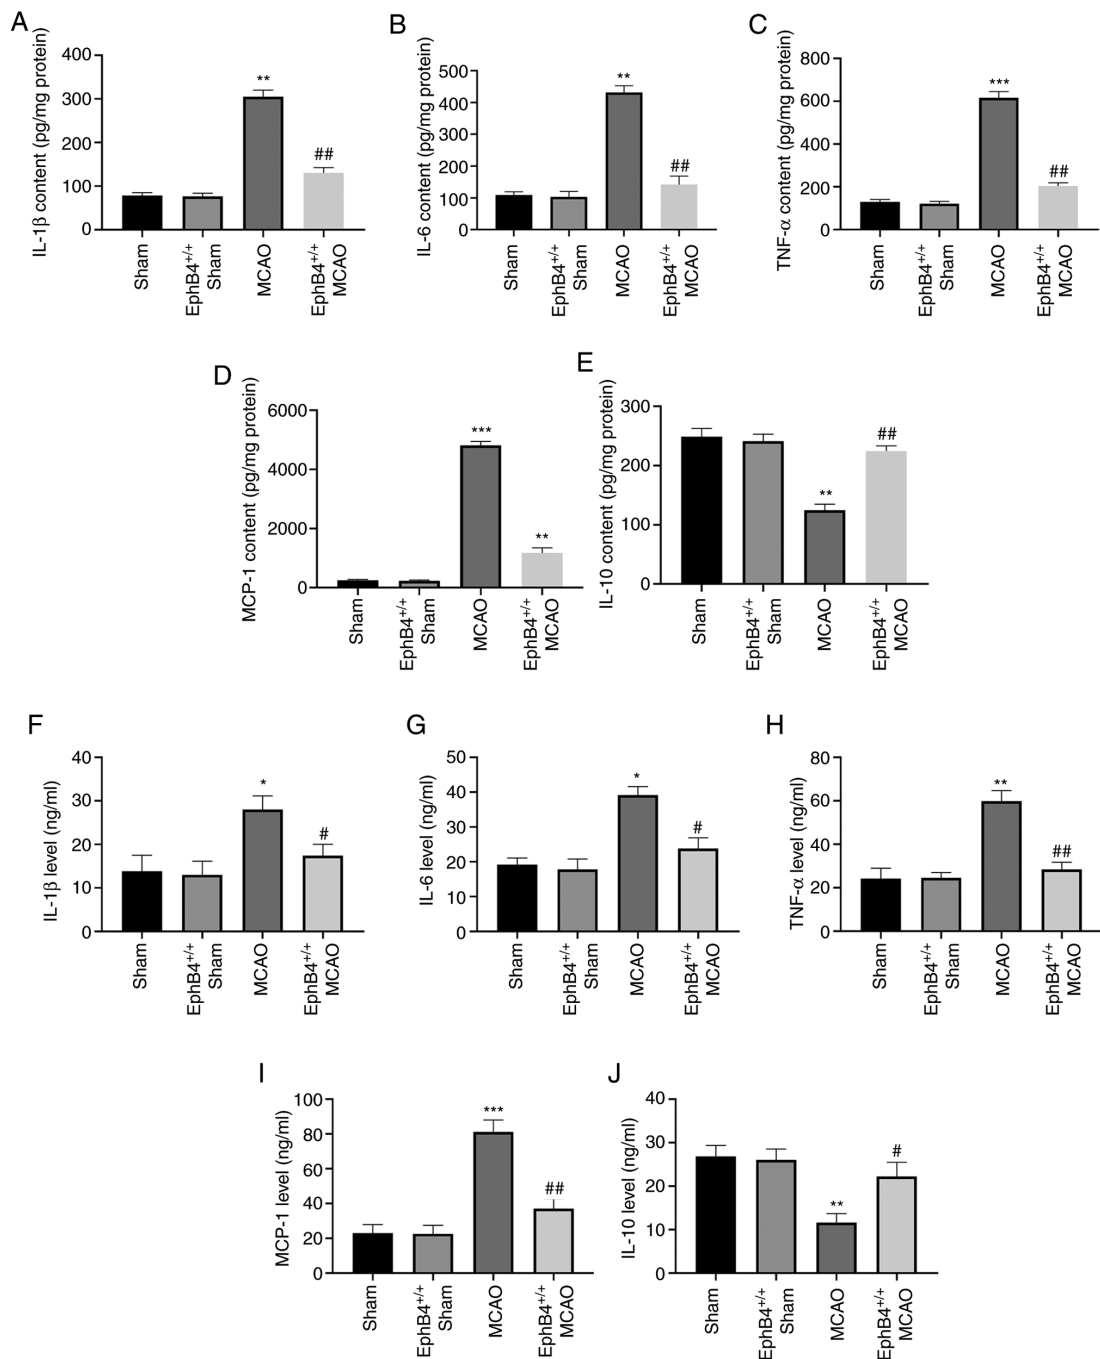 A
IL-1β content (pg/mg protein)
400
300
200
100
0
**
##
Sham
EphB4+/+
Sham
MCAO
EphB4+/+
MCAO
B
IL-6 content (pg/mg protein)
500
400
300
200
100
0
**
##
Sham
EphB4+/+
Sham
MCAO
EphB4+/+
MCAO
C
TNF-α content (pg/mg protein)
800
600
400
200
0
***
##
Sham
EphB4+/+
Sham
MCAO
EphB4+/+
MCAO
D
MCP-1 content (pg/mg protein)
6000
4000
2000
0
***
**
Sham
EphB4+/+
Sham
MCAO
EphB4+/+
MCAO
E
IL-10 content (pg/mg protein)
300
200
100
0
**
##
Sham
EphB4+/+
Sham
MCAO
EphB4+/+
MCAO
F
IL-1β level (ng/ml)
40
30
20
10
0
*
#
Sham
EphB4+/+
Sham
MCAO
EphB4+/+
MCAO
G
IL-6 level (ng/ml)
50
40
30
20
10
0
*
#
Sham
EphB4+/+
Sham
MCAO
EphB4+/+
MCAO
H
TNF-α level (ng/ml)
80
60
40
20
0
**
##
Sham
EphB4+/+
Sham
MCAO
EphB4+/+
MCAO
I
MCP-1 level (ng/ml)
100
80
60
40
20
0
***
##
Sham
EphB4+/+
Sham
MCAO
EphB4+/+
MCAO
J
IL-10 level (ng/ml)
40
30
20
10
0
**
#
Sham
EphB4+/+
Sham
MCAO
EphB4+/+
MCAO